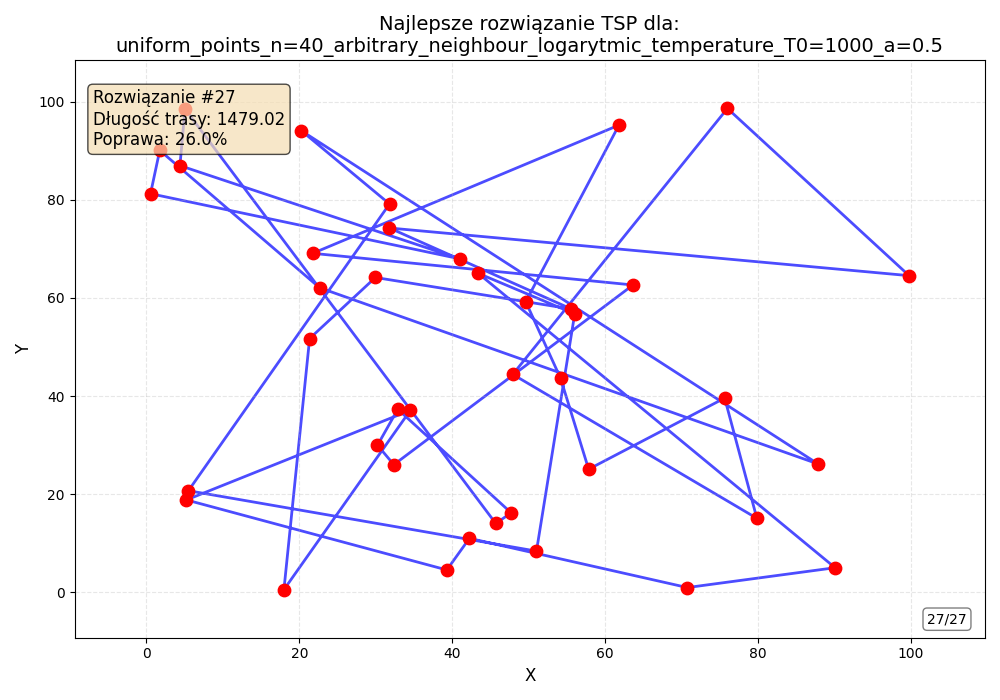 Najlepsze rozwiązanie TSP dla:
uniform_points_n=40_arbitrary_neighbour_logarytmic_temperature_T0=1000_a=0.5
Rozwiązanie #27
Długość trasy: 1479.02
Poprawa: 26.0%
100
80
60
40
20
0
Y
27/27
0 20 40 60 80 100
X